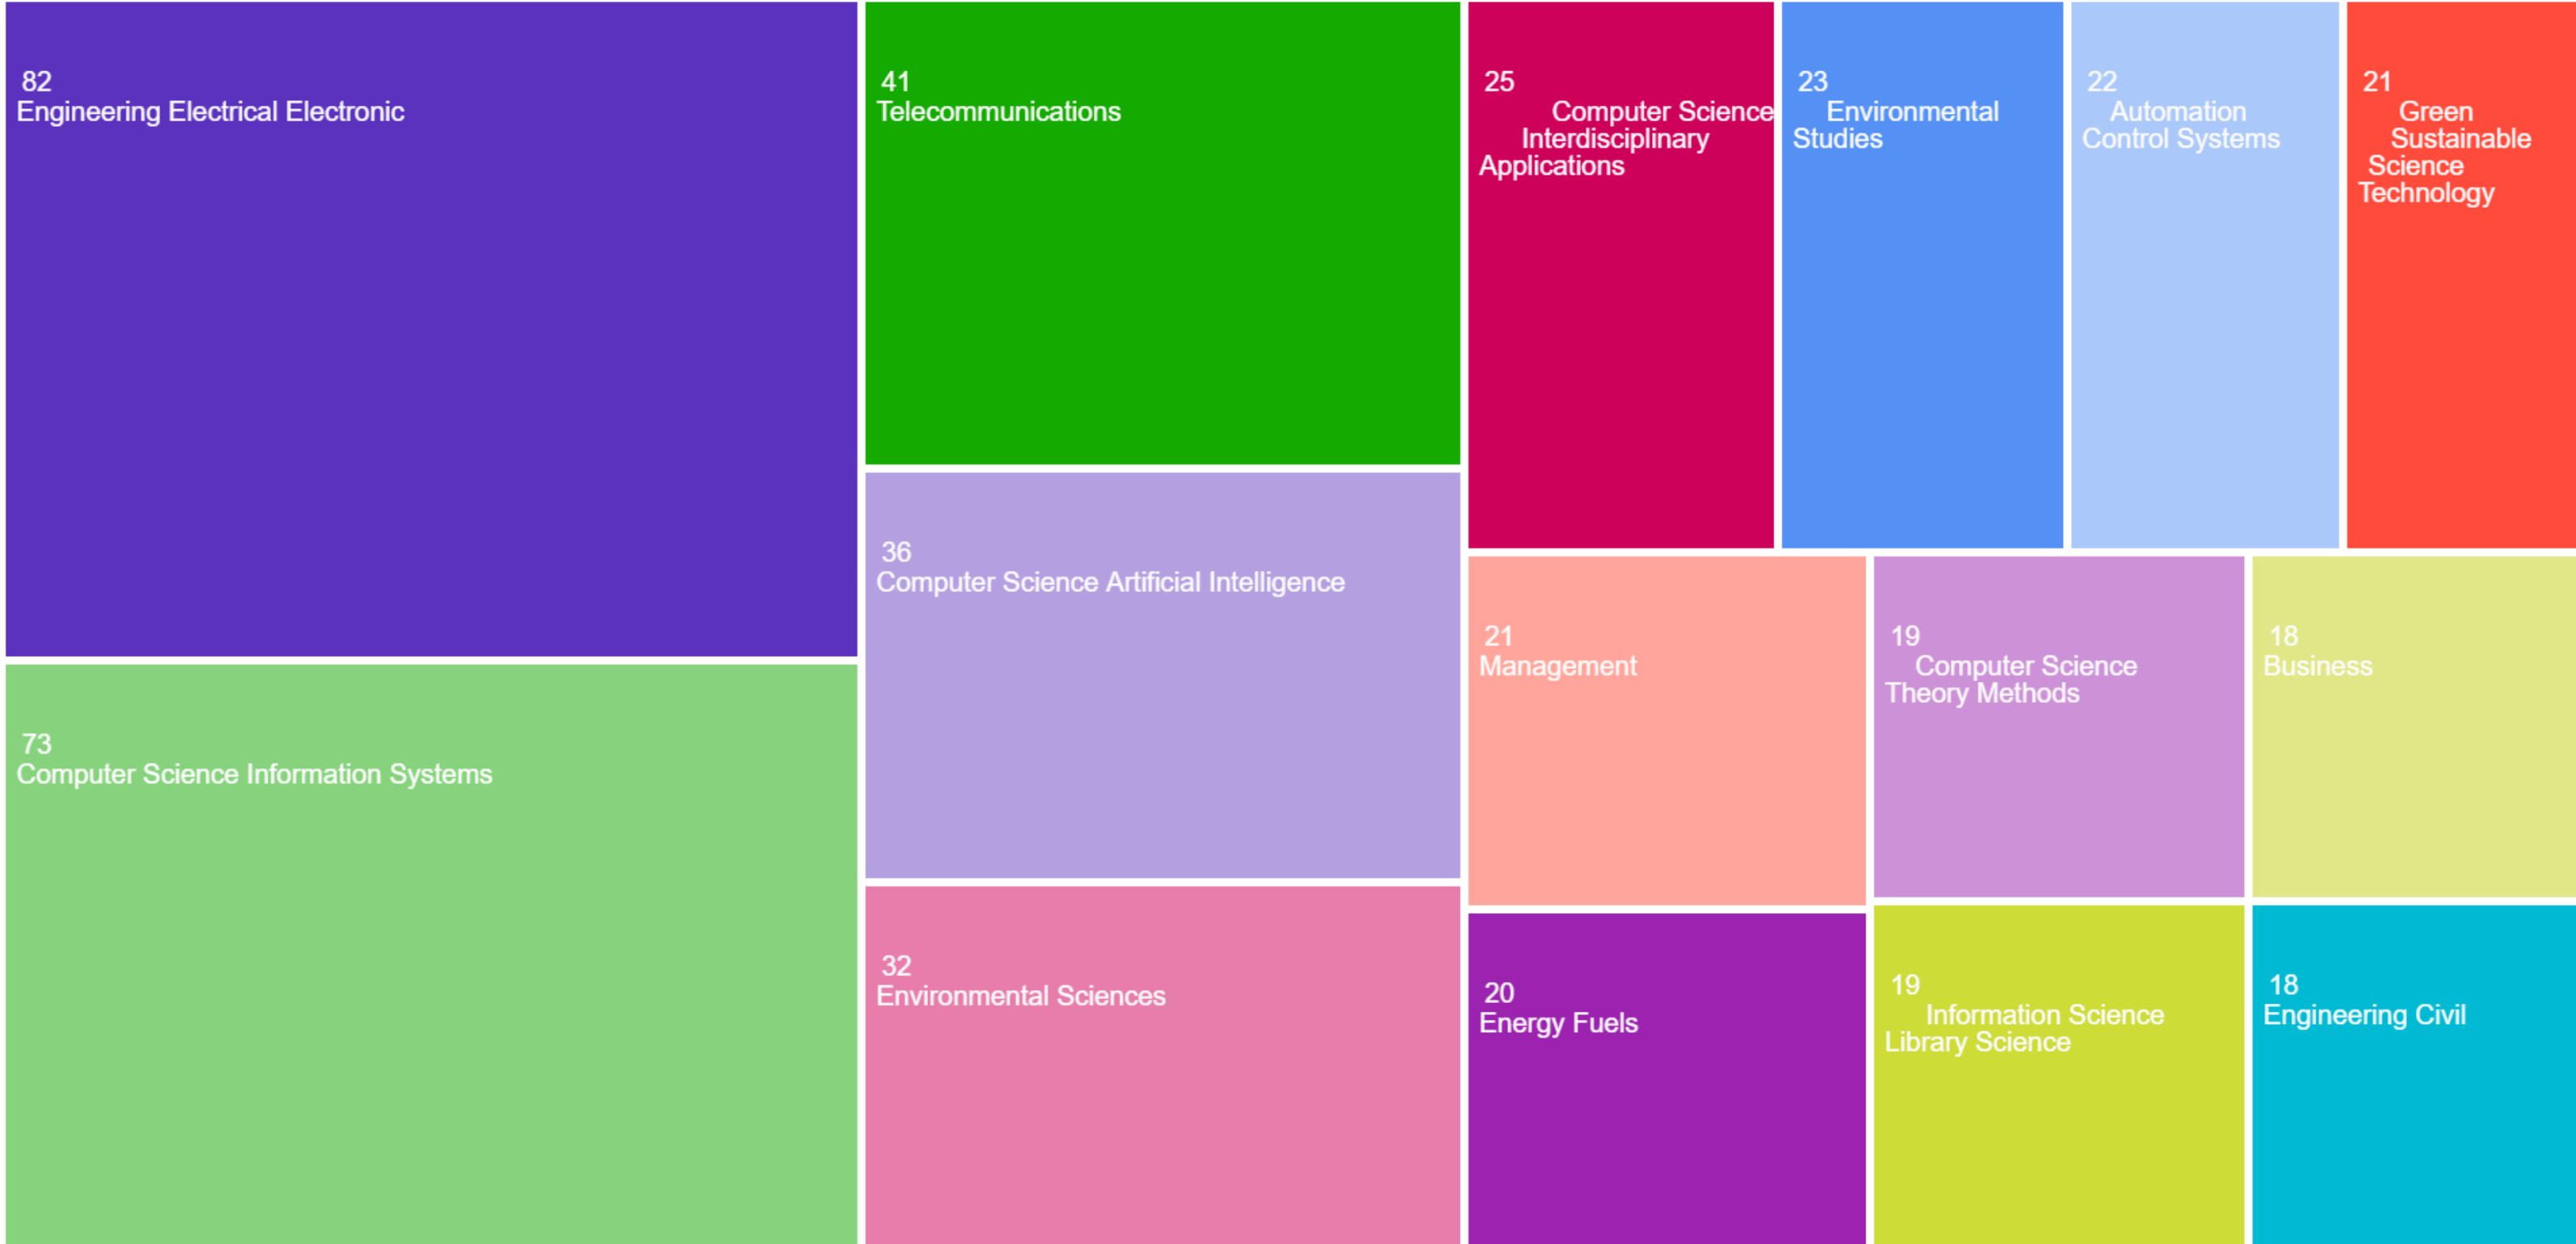 82
Engineering Electrical Electronic
73
Computer Science Information Systems
41
Telecommunications
36
Computer Science Artificial Intelligence
32
Environmental Sciences
25
Computer Science
Interdisciplinary
Applications
23
Environmental
Studies
22
Automation
Control Systems
21
Green
Sustainable
Science
Technology
21
Management
20
Energy Fuels
19
Computer Science
Theory Methods
19
Information Science
Library Science
18
Business
18
Engineering Civil